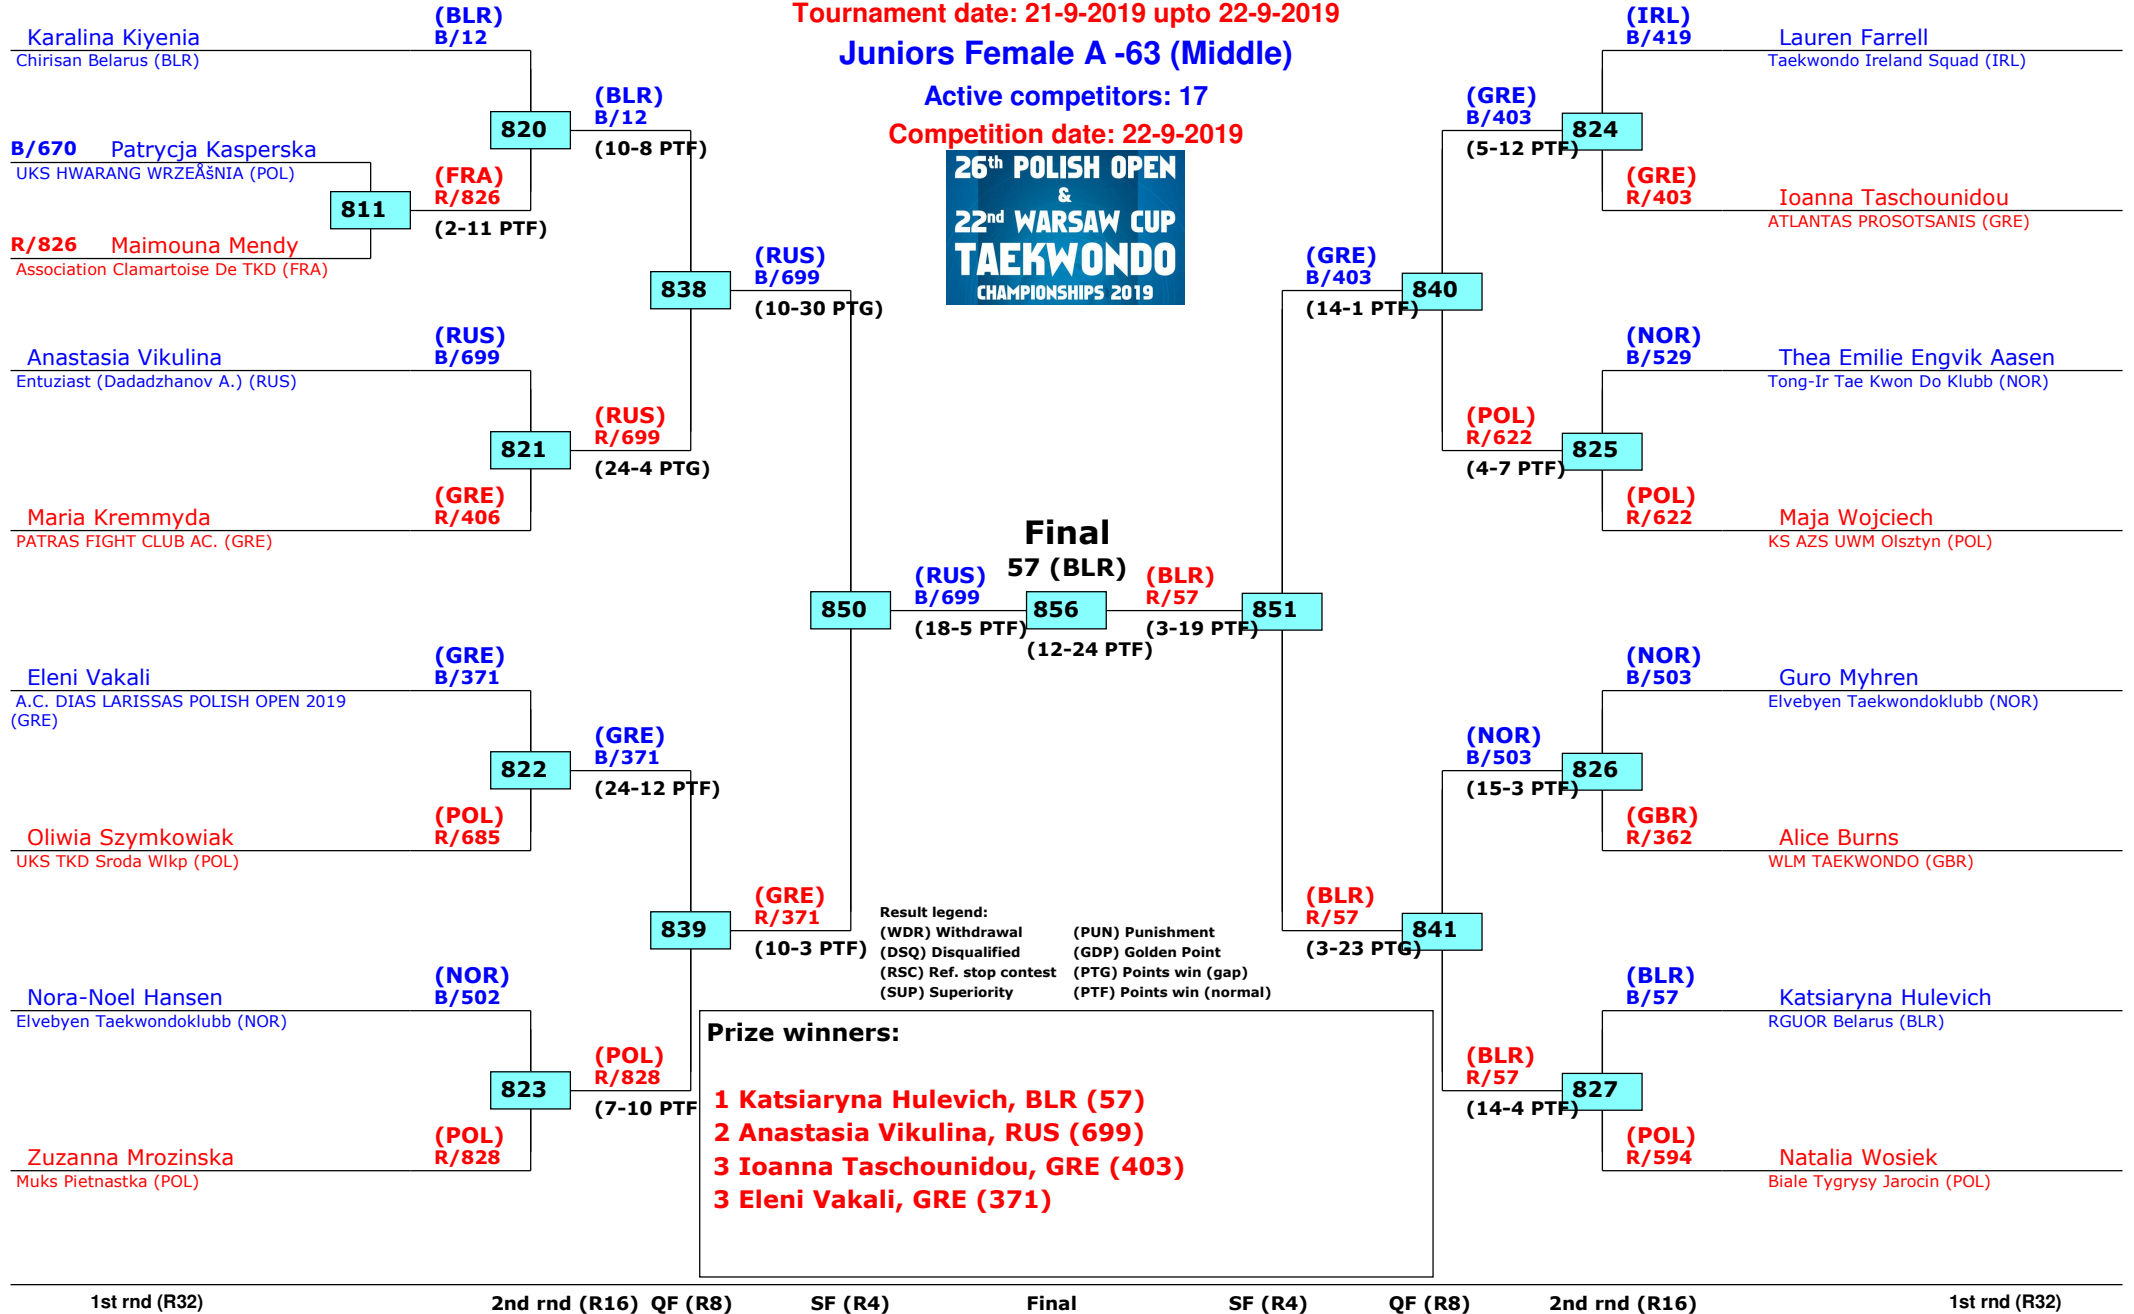 Tournament date: 21-9-2019 upto 22-9-2019
Juniors Female A -63 (Middle)
Active competitors: 17
Competition date: 22-9-2019
26th POLISH OPEN
&
22nd WARSAW CUP
TAEKWONDO
CHAMPIONSHIPS 2019
(BLR)
Karalina Kiyenia B/12
Chirisan Belarus (BLR)
(BLR)
B/12
820
(10-8 PTF)
B/670 Patrycja Kasperska
UKS HWARANG WRZEÅšNIA (POL)
(FRA)
R/826
811
(2-11 PTF)
R/826 Maimouna Mendy
Association Clamartoise De TKD (FRA)
(RUS)
B/699
838
(10-30 PTG)
(RUS)
Anastasia Vikulina B/699
Entuziast (Dadadzhanov A.) (RUS)
(RUS)
R/699
821
(24-4 PTG)
(GRE)
Maria Kremmyda R/406
PATRAS FIGHT CLUB AC. (GRE)
Final
57 (BLR)
(RUS)
B/699
850
(18-5 PTF)
856
(12-24 PTF)
(BLR)
R/57
851
(3-19 PTF)
(GRE)
Eleni Vakali B/371
A.C. DIAS LARISSAS POLISH OPEN 2019
(GRE)
(GRE)
B/371
822
(24-12 PTF)
(POL)
Oliwia Szymkowiak R/685
UKS TKD Sroda Wlkp (POL)
(GRE)
R/371
839
(10-3 PTF)
(NOR)
Nora-Noel Hansen B/502
Elvebyen Taekwondoklubb (NOR)
(POL)
R/828
823
(7-10 PTF
(POL)
Zuzanna Mrozinska R/828
Muks Pietnastka (POL)
(IRL)
B/419 Lauren Farrell
Taekwondo Ireland Squad (IRL)
(GRE)
B/403
824
(5-12 PTF)
(GRE)
R/403 Ioanna Taschounidou
ATLANTAS PROSOTSANIS (GRE)
(GRE)
B/403
840
(14-1 PTF)
(NOR)
B/529 Thea Emilie Engvik Aasen
Tong-Ir Tae Kwon Do Klubb (NOR)
(POL)
R/622
825
(4-7 PTF)
(POL)
R/622 Maja Wojciech
KS AZS UWM Olsztyn (POL)
(NOR)
B/503 Guro Myhren
Elvebyen Taekwondoklubb (NOR)
(NOR)
B/503
826
(15-3 PTF)
(GBR)
R/362 Alice Burns
WLM TAEKWONDO (GBR)
(BLR)
R/57
841
(3-23 PTG)
(BLR)
B/57 Katsiaryna Hulevich
RGUOR Belarus (BLR)
(BLR)
R/57
827
(14-4 PTF)
(POL)
R/594 Natalia Wosiek
Biale Tygrysy Jarocin (POL)
Result legend:
(WDR) Withdrawal (PUN) Punishment
(DSQ) Disqualified (GDP) Golden Point
(RSC) Ref. stop contest (PTG) Points win (gap)
(SUP) Superiority (PTF) Points win (normal)
Prize winners:
1 Katsiaryna Hulevich, BLR (57)
2 Anastasia Vikulina, RUS (699)
3 Ioanna Taschounidou, GRE (403)
3 Eleni Vakali, GRE (371)
1st rnd (R32) 2nd rnd (R16) QF (R8) SF (R4) Final SF (R4) QF (R8) 2nd rnd (R16) 1st rnd (R32)